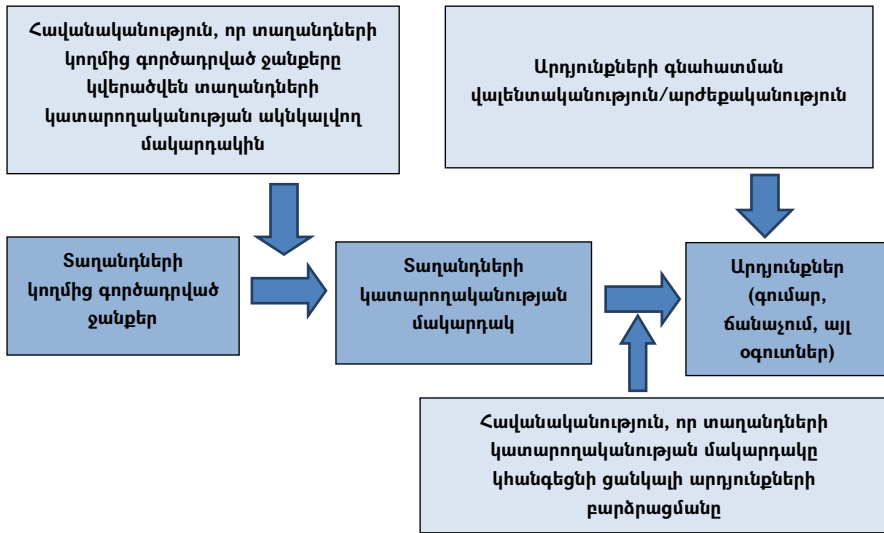 Հավանականություն, որ տաղանդների
կողմից գործադրված ջանքերը
կվերածվեն տաղանդների
կատարողականության ակնկալվող
մակարդակին
Արդյունքների գնահատման
վալենտականություն/արժեքականություն
Տաղանդների
կողմից գործադրված
ջանքեր
Տաղանդների
կատարողականության
մակարդակ
Արդյունքներ
(գումար,
ճանաչում, այլ
օգուտներ)
Հավանականություն, որ տաղանդների
կատարողականության մակարդակը
կհանգեցնի ցանկալի արդյունքների
բարձրացմանը